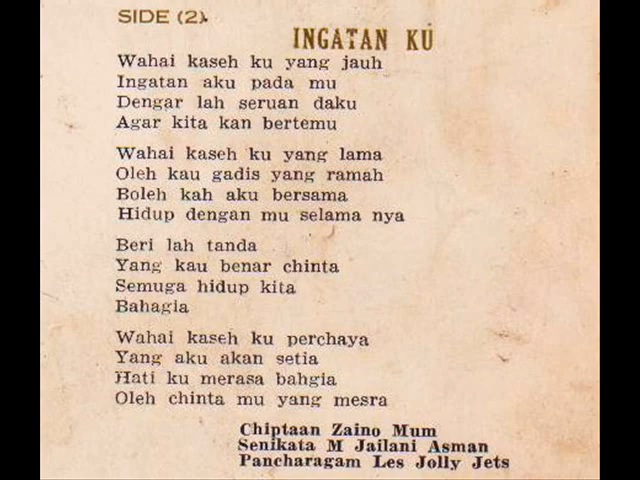 SIDE (2).
INGATAN KU
Wahai kaseh ku yang jauh
Ingatan aku pada mu
Dengar lah seruan daku
Agar kita kan bertemu
Wahai kaseh ku yang lama
Oleh kau gadis yang ramah
Boleh kah aku bersama
Hidup dengan mu selama nya
Beri lah tanda
Yang kau benar chinta
Semuga hidup kita
Bahagia
Wahai kaseh ku perchaya
Yang aku akan setia
Hati ku merasa bahgia
Oleh chinta mu yang mesra
Chiptaan Zaino Mum
Senikata M Jailani Asman
Pancharagam Les Jolly Jets